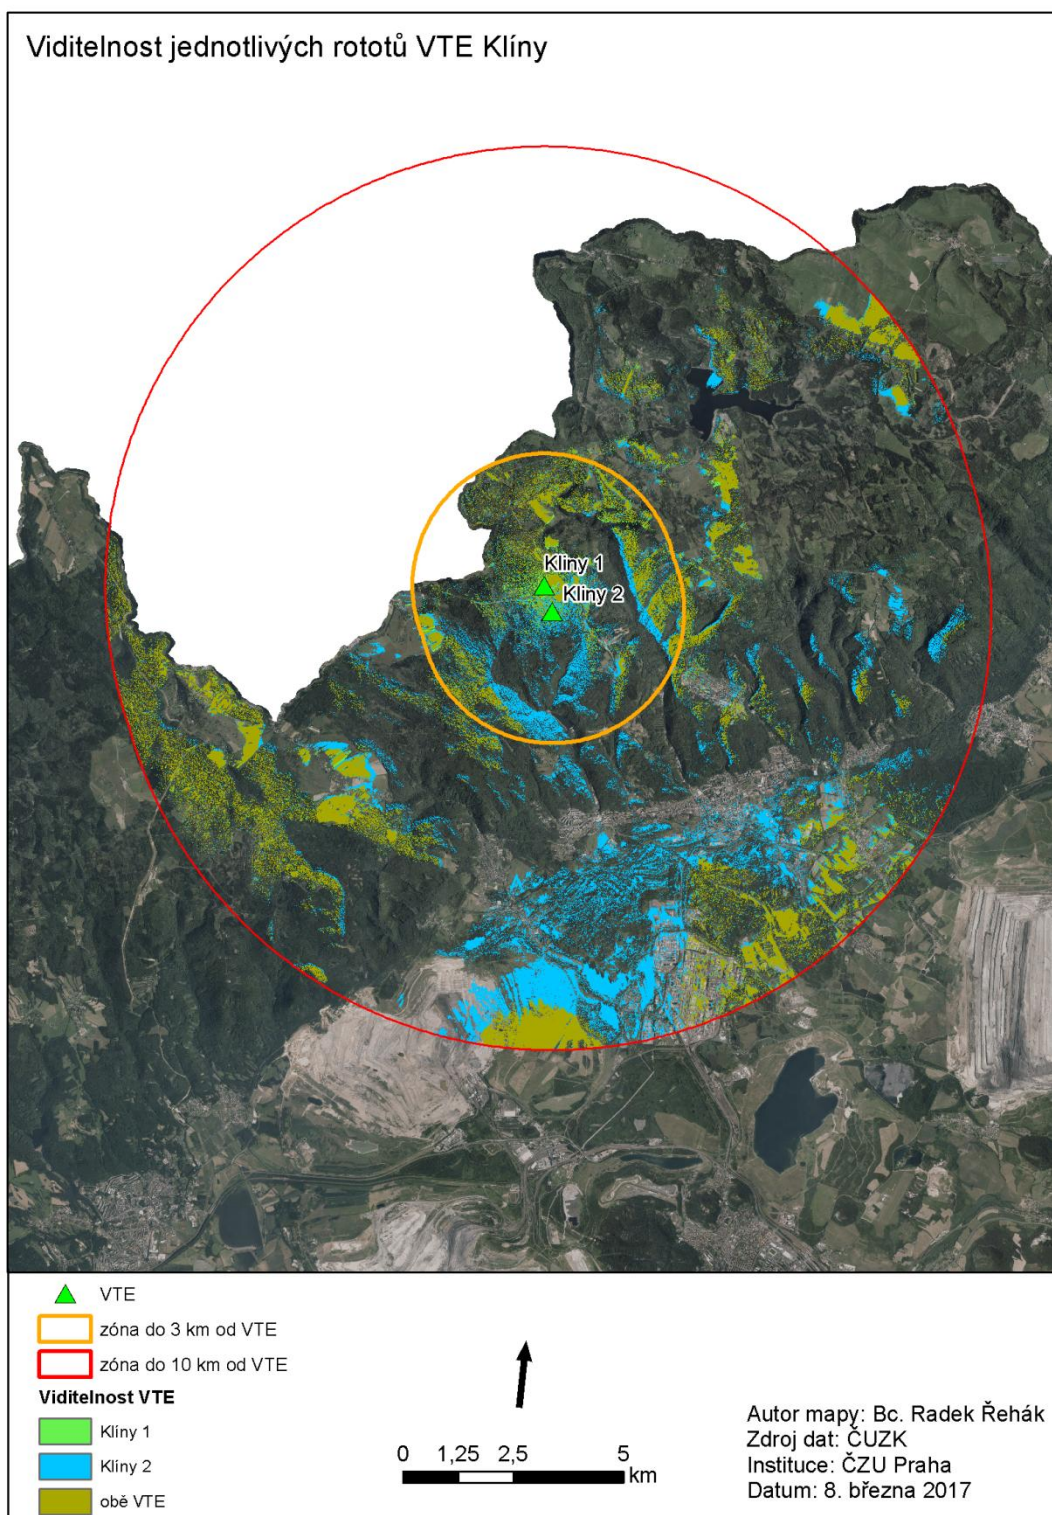 Viditelnost jednotlivých rototů VTE Klíny
Kliny 1
Kliny 2
VTE
zóna do 3 km od VTE
zóna do 10 km od VTE
Viditelnost VTE
Klíny 1
Klíny 2
obě VTE
0 1,25 2,5 5
km
Autor mapy: Bc. Radek Řehák
Zdroj dat: ČUZK
Instituce: ČZU Praha
Datum: 8. března 2017